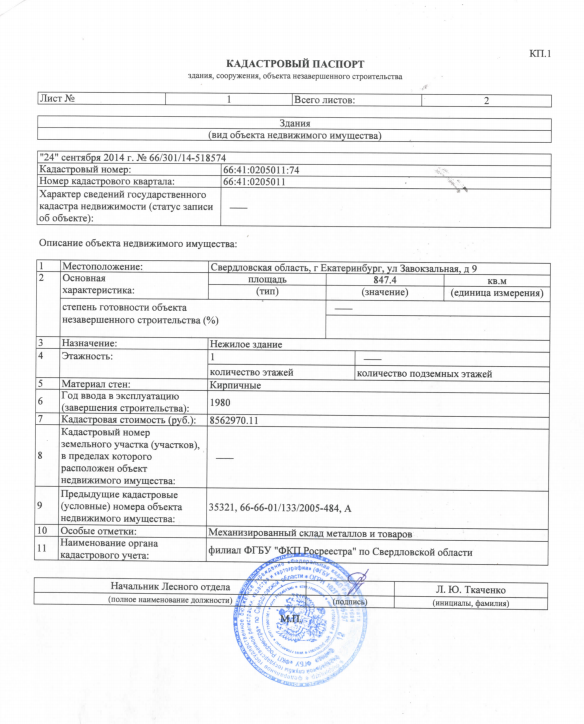 КП.1
КАДАСТРОВЫЙ ПАСПОРТ
здания, сооружения, объекта незавершенного строительства
Лист № 1 Всего листов: 2
Здания
(вид объекта недвижимого имущества)
"24" сентября 2014 г. № 66/301/14-518574
Кадастровый номер: 66:41:0205011:74
Номер кадастрового квартала: 66:41:0205011
Характер сведений государственного
кадастра недвижимости (статус записи
об объекте):
Описание объекта недвижимого имущества:
1 Местоположение: Свердловская область, г Екатеринбург, ул Завокзальная, д 9
2 Основная площадь 847.4 кв.м
характеристика: (тип) (значение) (единица измерения)
степень готовности объекта
незавершенного строительства (%)
3 Назначение: Нежилое здание
4 Этажность: 1
количество этажей количество подземных этажей
5 Материал стен: Кирпичные
6 Год ввода в эксплуатацию
(завершения строительства): 1980
7 Кадастровая стоимость (руб.): 8562970.11
8 Кадастровый номер
земельного участка (участков),
в пределах которого
расположен объект
недвижимого имущества:
9 Предыдущие кадастровые
(условные) номера объекта
недвижимого имущества: 35321, 66-66-01/133/2005-484, А
10 Особые отметки: Механизированный склад металлов и товаров
11 Наименование органа
кадастрового учета: филиал ФГБУ "ФКП Росреестра" по Свердловской области
Начальник Лесного отдела Л. Ю. Ткаченко
(полное наименование должности) (подпись) (инициалы, фамилия)
М.П.